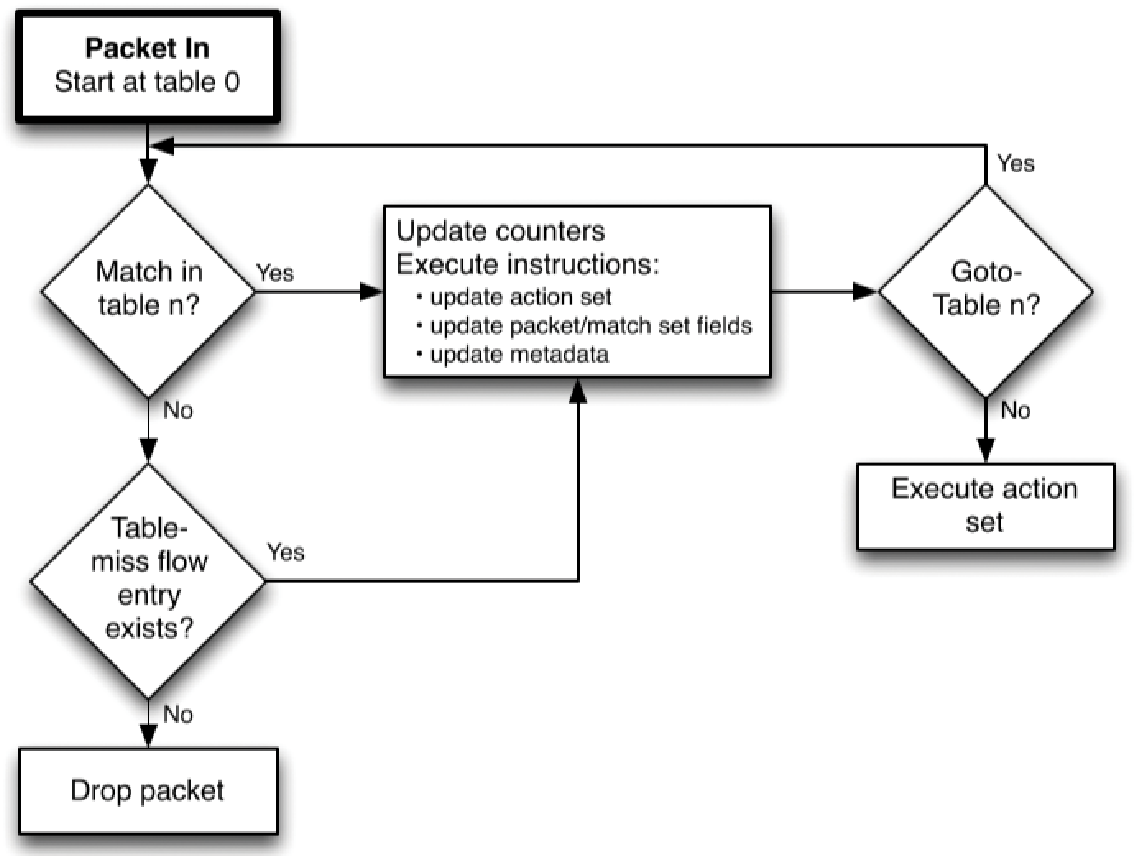 Packet In
Start at table 0
Yes
Match in
table n?
Yes
Update counters
Execute instructions:
• update action set
• update packet/match set fields
• update metadata
Goto-
Table n?
No
No
Execute action
set
Table-
miss flow
entry
exists?
Yes
No
Drop packet